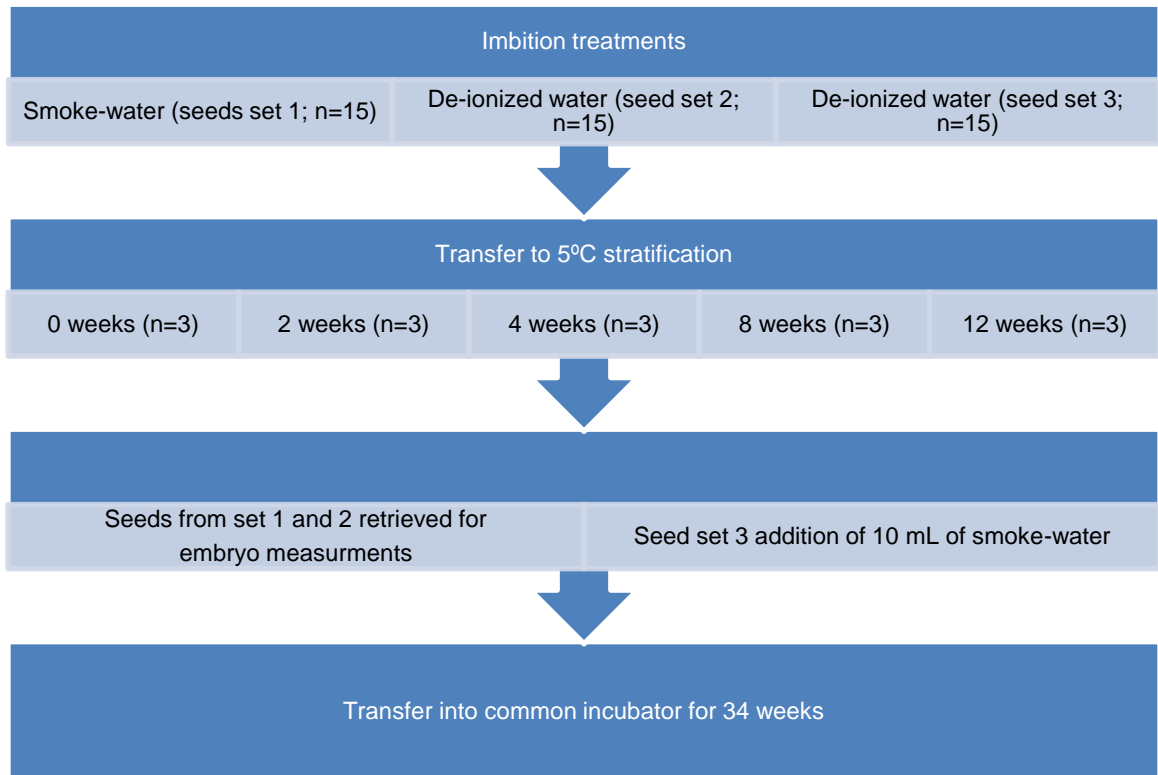 Imbition treatments
Smoke-water (seeds set 1; n=15)
De-ionized water (seed set 2;
n=15)
De-ionized water (seed set 3;
n=15)
Transfer to 5⁰C stratification
0 weeks (n=3)
2 weeks (n=3)
4 weeks (n=3)
8 weeks (n=3)
12 weeks (n=3)
Seeds from set 1 and 2 retrieved for
embryo measurments
Seed set 3 addition of 10 mL of smoke-water
Transfer into common incubator for 34 weeks